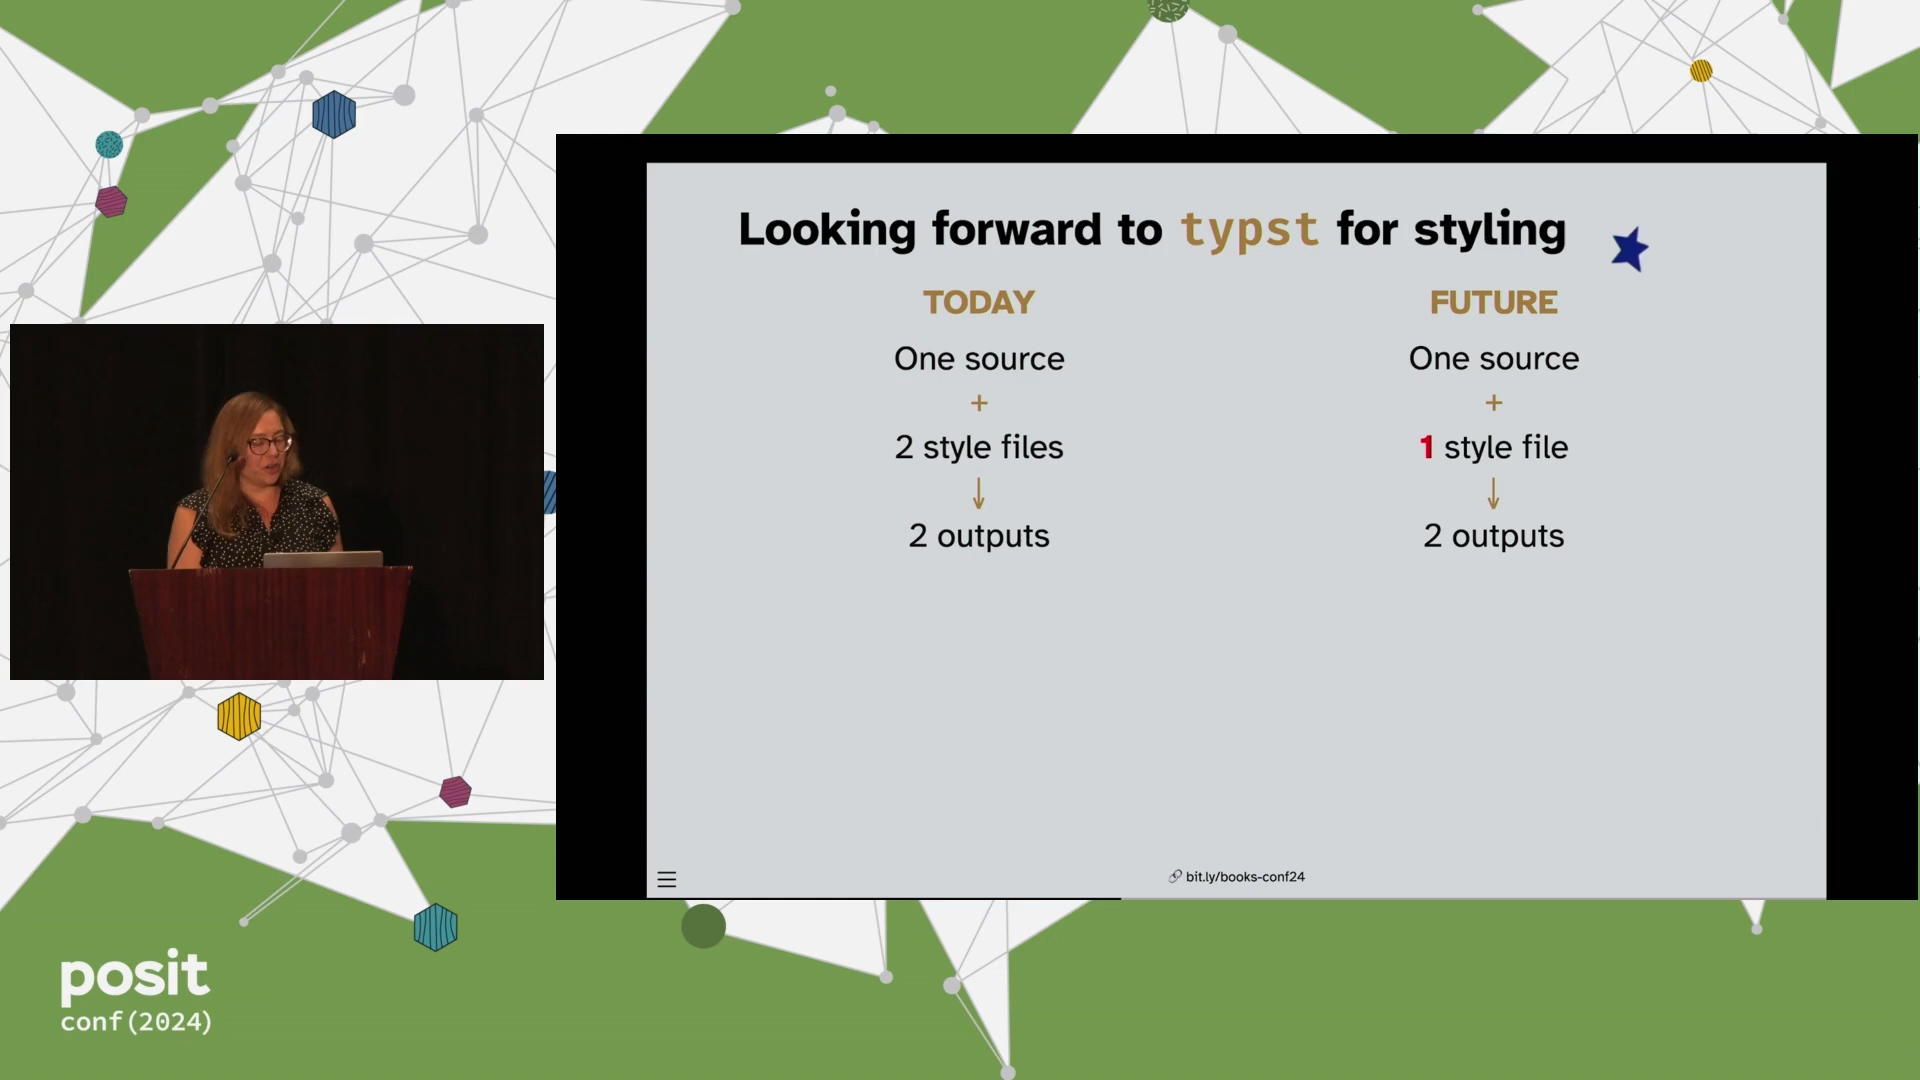 Looking forward to typst for styling
TODAY
One source
+
2 style files
↓
2 outputs
FUTURE
One source
+
1 style file
↓
2 outputs
bit.ly/books-conf24
posit
conf(2024)